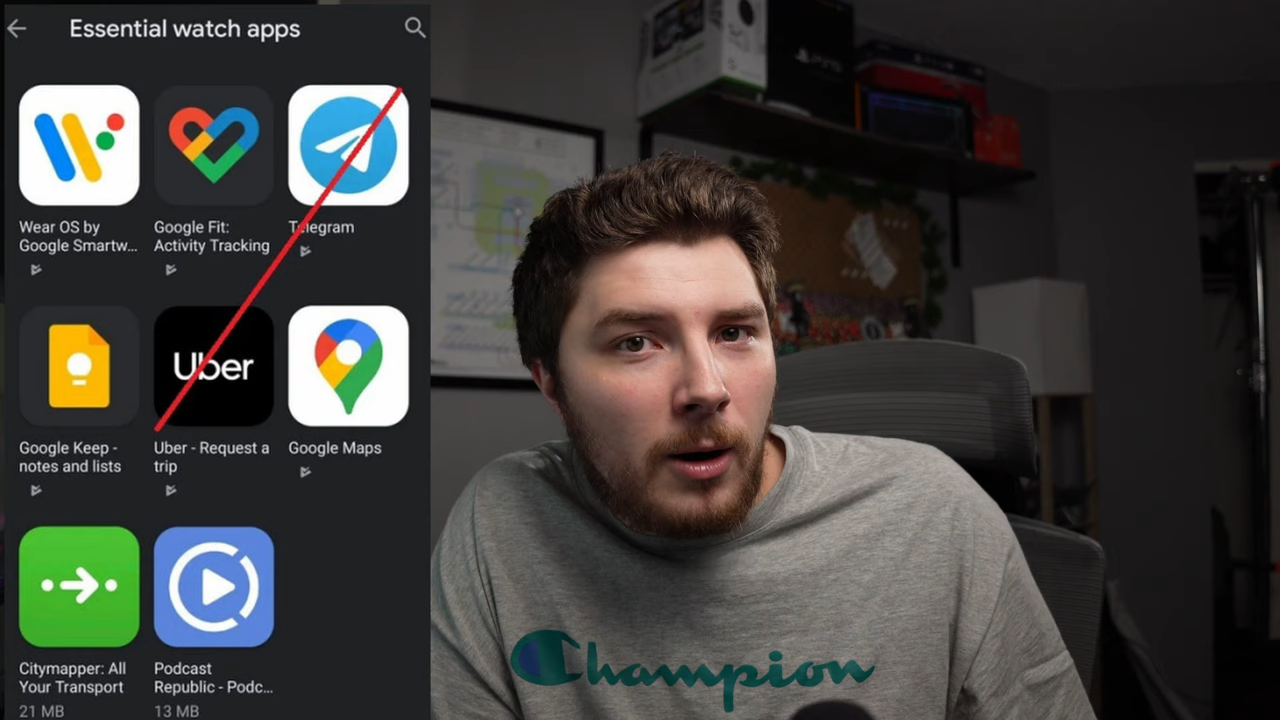 Essential watch apps
Wear OS by
Google Smartw...
Google Fit:
Activity Tracking
Telegram
Uber
Google Keep -
notes and lists
Uber - Request a
trip
Google Maps
Citymapper: All
Your Transport
21 MB
Podcast
Republic - Podc...
13 MB
PS5
Champion